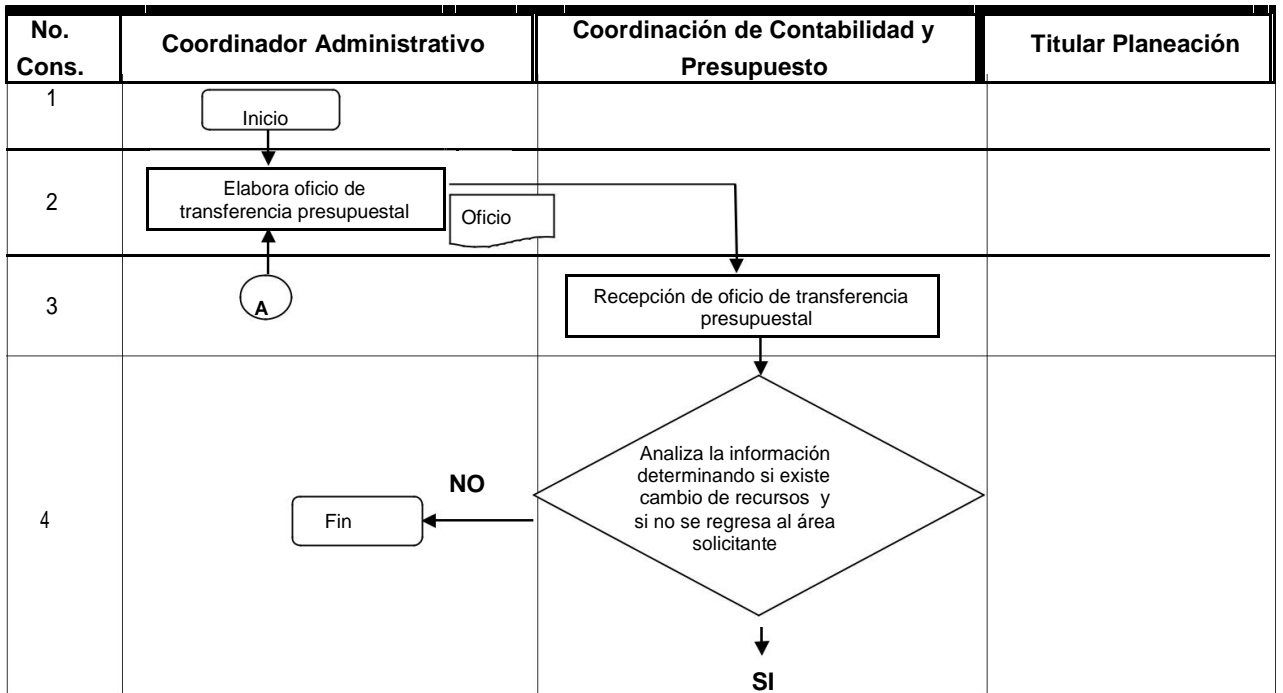 No.
Cons.
Coordinador Administrativo
Coordinación de Contabilidad y
Presupuesto
Titular Planeación
1
Inicio
2
Elabora oficio de
transferencia presupuestal
Oficio
3
A
Recepción de oficio de transferencia
presupuestal
4
Analiza la información
determinando si existe
cambio de recursos y
si no se regresa al área
solicitante
NO
Fin
SI